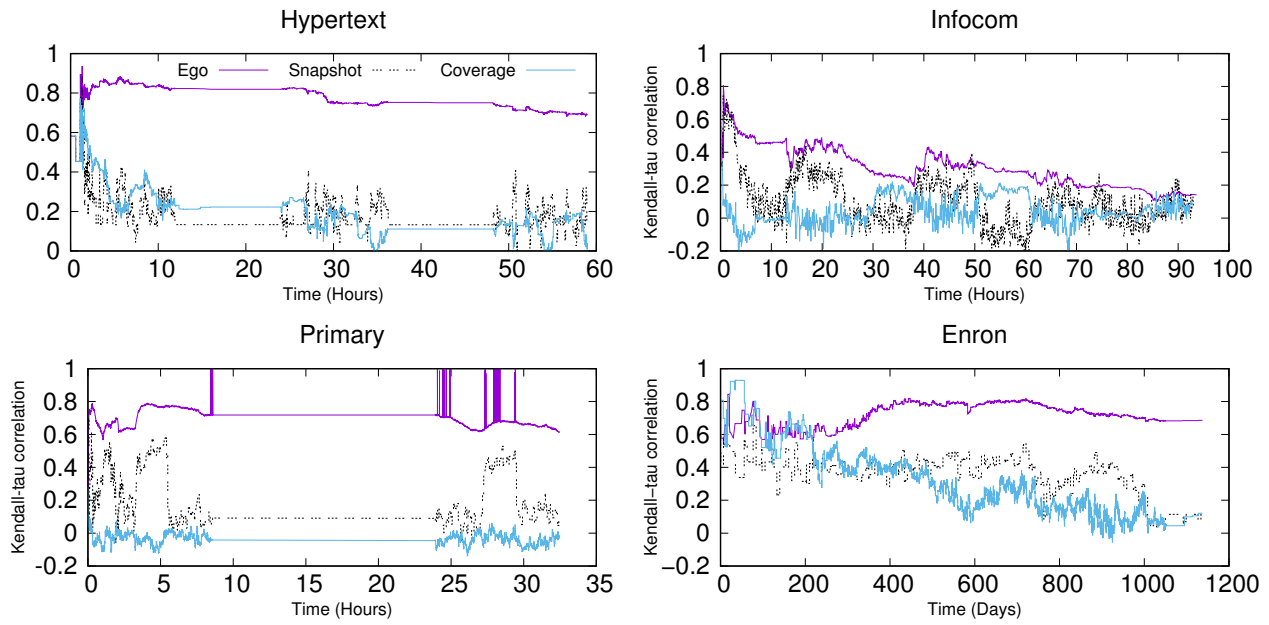 Hypertext
Ego Snapshot Coverage
1
0.8
0.6
0.4
0.2
0
0 10 20 30 40 50 60
Time (Hours)
Infocom
Kendall-tau correlation
1
0.8
0.6
0.4
0.2
0
-0.2
0 10 20 30 40 50 60 70 80 90 100
Time (Hours)
Primary
Kendall-tau correlation
1
0.8
0.6
0.4
0.2
0
-0.2
0 5 10 15 20 25 30 35
Time (Hours)
Enron
Kendall−tau correlation
1
0.8
0.6
0.4
0.2
0
−0.2
0 200 400 600 800 1000 1200
Time (Days)